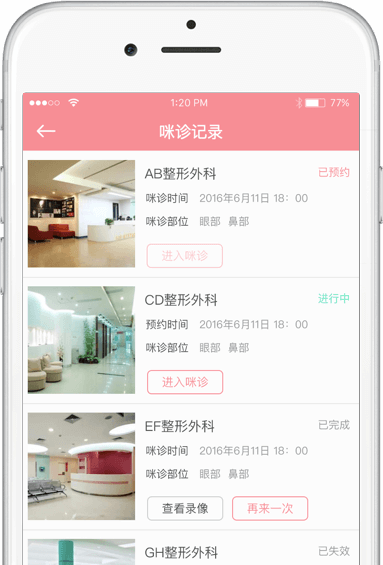 1:20 PM 77%
咪诊记录
AB整形外科 已预约
咪诊时间 2016年6月11日 18：00
咪诊部位 眼部 鼻部
进入咪诊
CD整形外科 进行中
预约时间 2016年6月11日 18：00
咪诊部位 眼部 鼻部
进入咪诊
EF整形外科 已完成
咪诊时间 2016年6月11日 18：00
咪诊部位 眼部 鼻部
查看录像 再来一次
GH整形外科 已失效